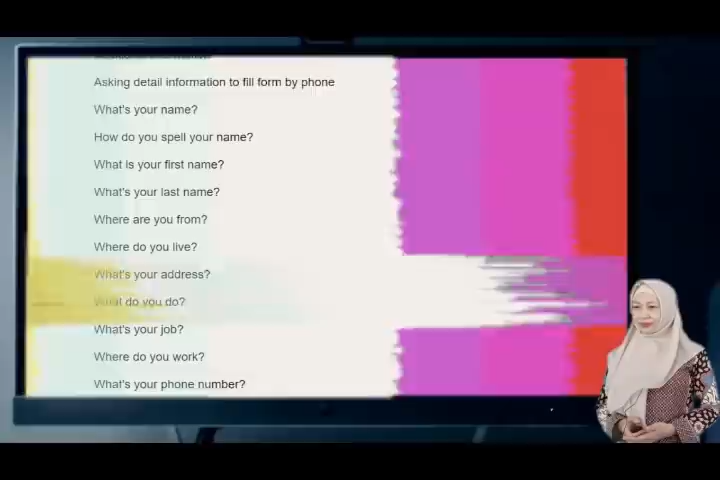 Asking detail information to fill form by phone
What's your name?
How do you spell your name?
What is your first name?
What's your last name?
Where are you from?
Where do you live?
What's your address?
What do you do?
What's your job?
Where do you work?
What's your phone number?